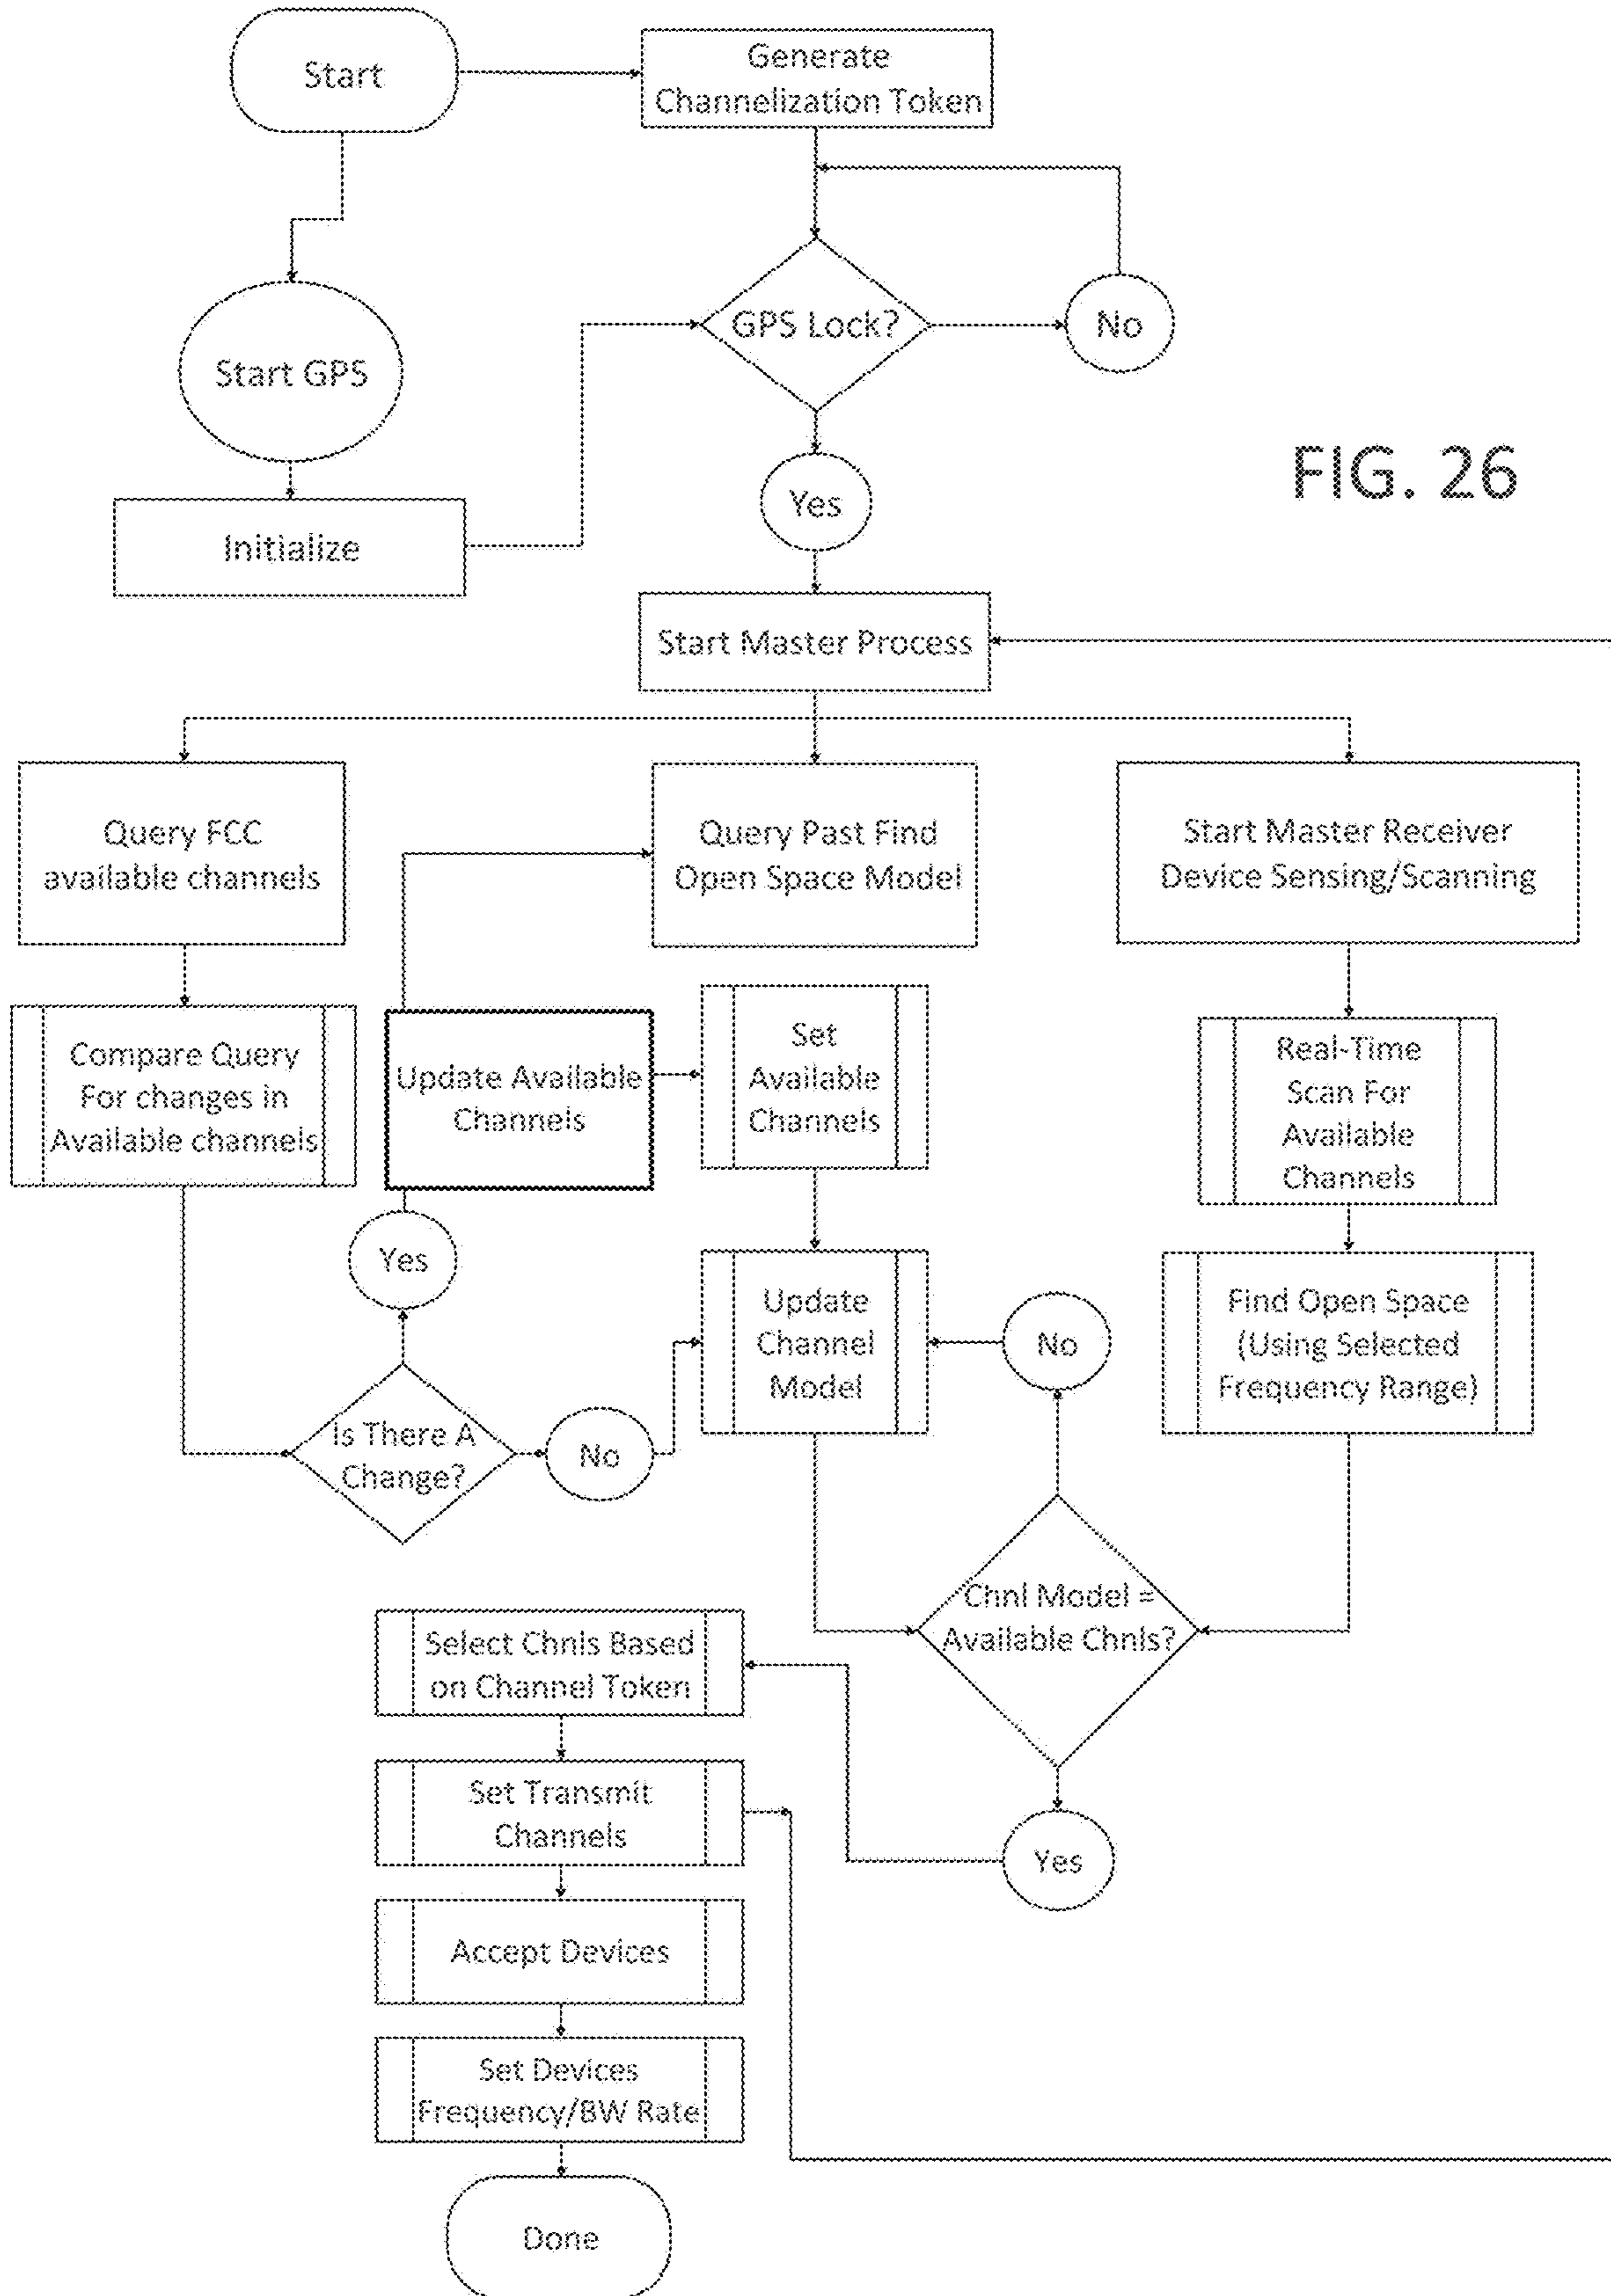 Start
Generate
Channelization Token
GPS Lock?
No
Start GPS
FIG. 26
Yes
Initialize
Start Master Process
Query FCC
available channels
Query Past Find
Open Space Model
Start Master Receiver
Device Sensing/Scanning
Compare Query
For changes in
Available channels
Update Available
Channels
Set
Available
Channels
Real-Time
Scan For
Available
Channels
Yes
Update
Channel
Model
No
Find Open Space
(Using Selected
Frequency Range)
Is There A
Change?
No
Chnl Model =
Available Chnls?
Select Chnls Based
on Channel Token
Set Transmit
Channels
Yes
Accept Devices
Set Devices
Frequency/BW Rate
Done